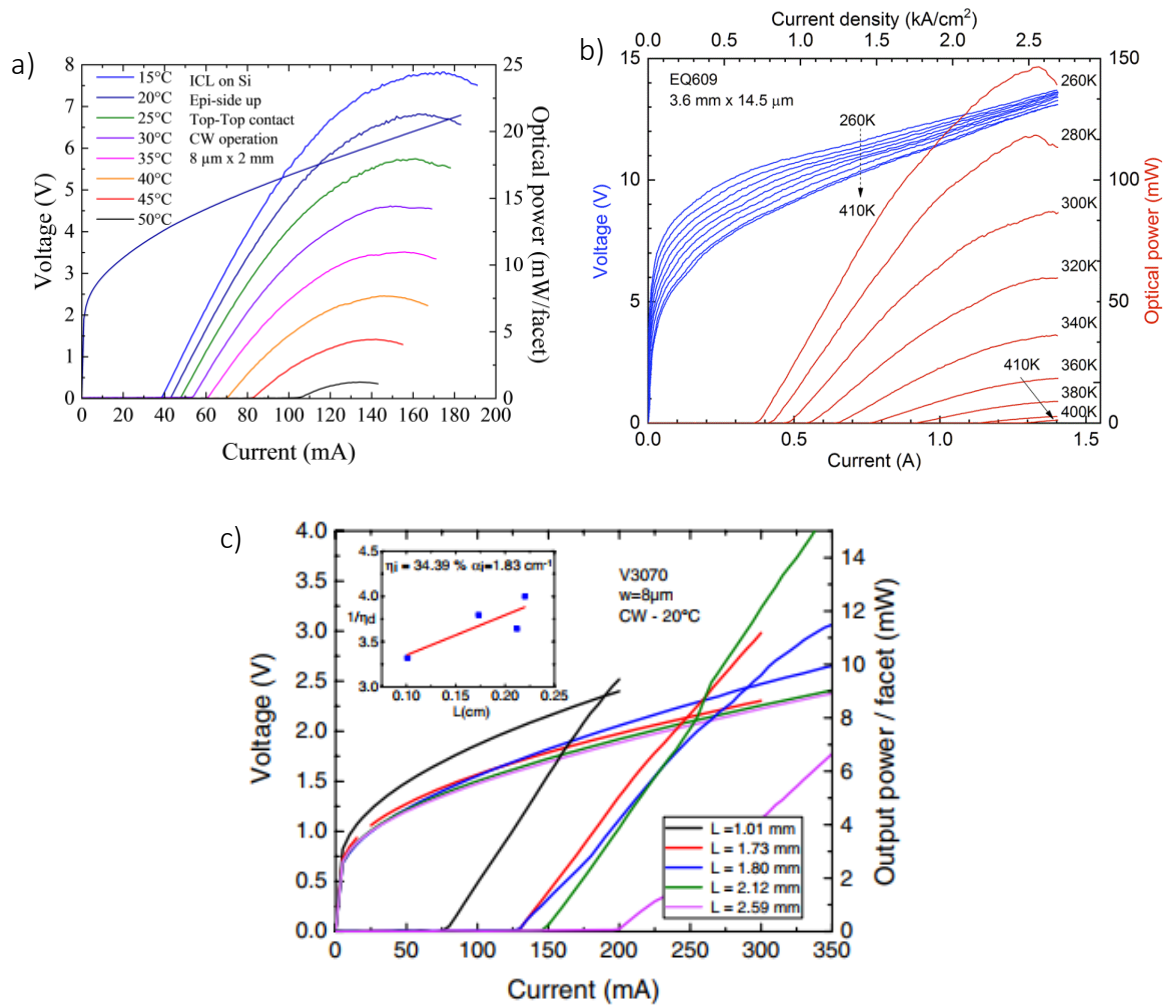 a)
8
7
6
5
4
3
2
1
0
Voltage (V)
15°C
20°C
25°C
30°C
35°C
40°C
45°C
50°C
ICL on Si
Epi-side up
Top-Top contact
CW operation
8 µm x 2 mm
25
20
15
10
5
0
Optical power (mW/facet)
0 20 40 60 80 100 120 140 160 180 200
Current (mA)
b)
Current density (kA/cm²)
0 0.5 1 1.5 2 2.5
15
10
5
0
Voltage (V)
EQ609
3.6 mm x 14.5 µm
260K
410K
260K
280K
300K
320K
340K
360K
410K
380K
400K
150
100
50
0
Optical power (mW)
0.0 0.5 1.0 1.5
Current (A)
c)
4.0
3.5
3.0
2.5
2.0
1.5
1.0
0.5
0.0
Voltage (V)
4.5
4.0
3.5
3.0
1/ηd
ηi = 34.39 % αi=1.83 cm⁻¹
0.10 0.15 0.20 0.25
L(cm)
V3070
w=8µm
CW - 20ºC
L =1.01 mm
L = 1.73 mm
L = 1.80 mm
L = 2.12 mm
L = 2.59 mm
14
12
10
8
6
4
2
0
Output power / facet (mW)
0 50 100 150 200 250 300 350
Current (mA)